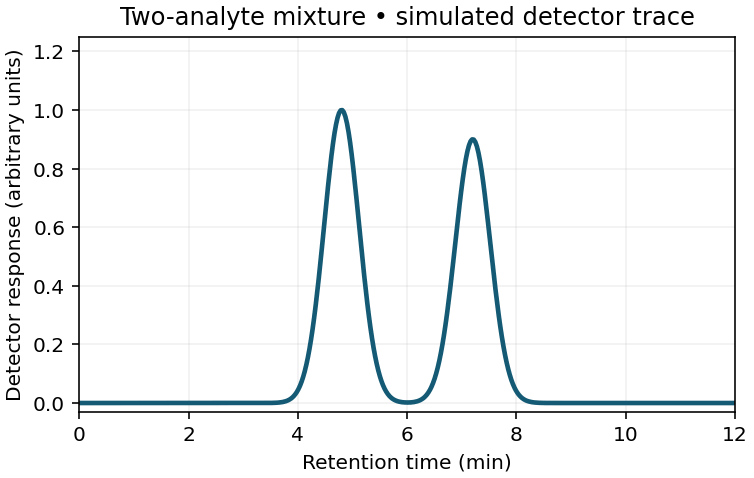 Two-analyte mixture • simulated detector trace
Detector response (arbitrary units)
1.2
1.0
0.8
0.6
0.4
0.2
0.0
0 2 4 6 8 10 12
Retention time (min)